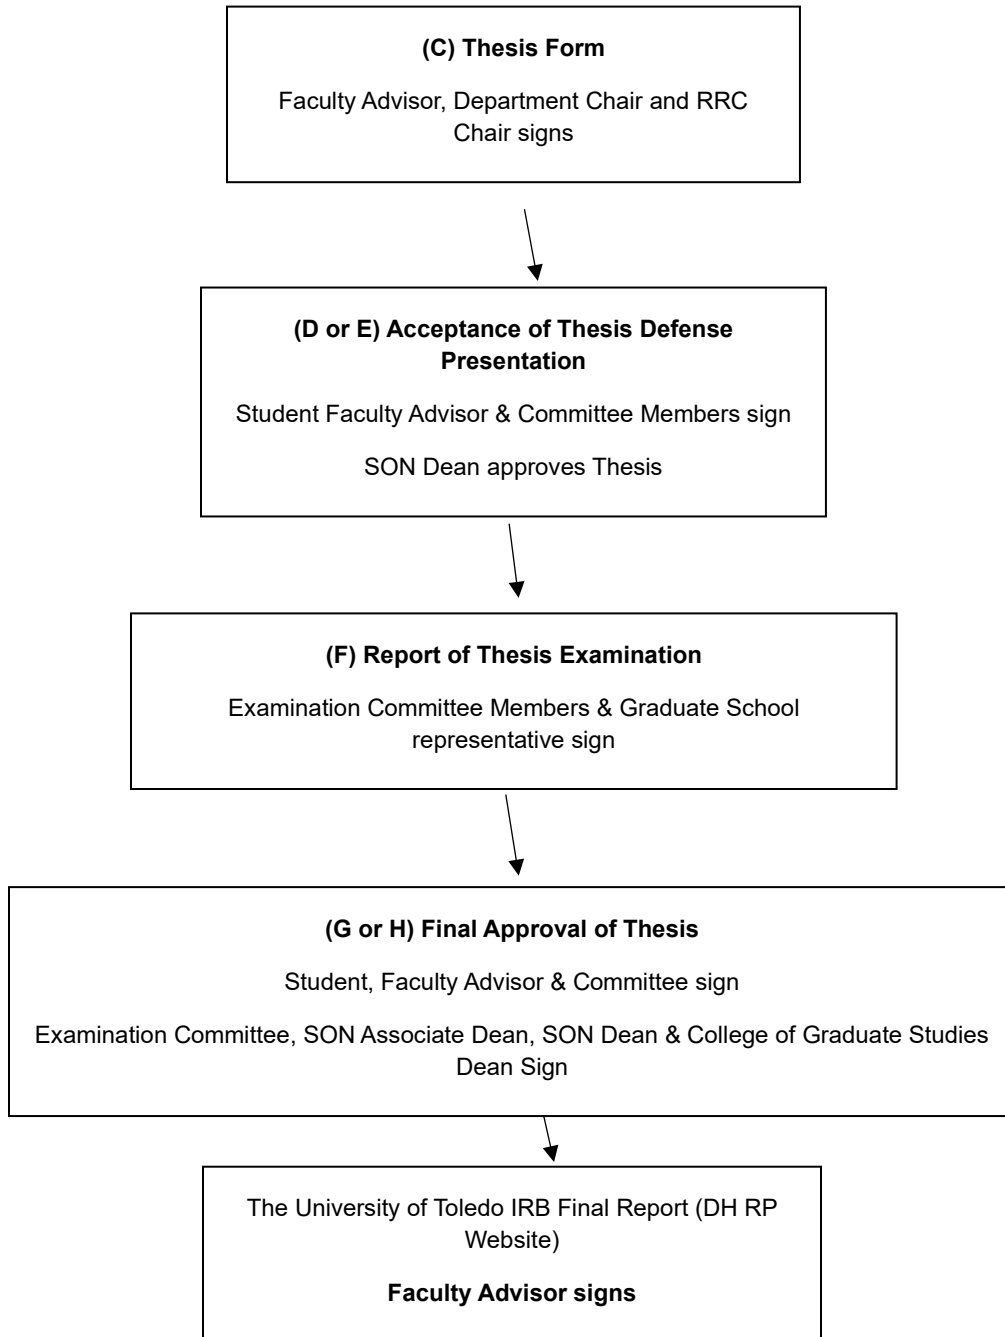 (C) Thesis Form
Faculty Advisor, Department Chair and RRC
Chair signs
(D or E) Acceptance of Thesis Defense
Presentation
Student Faculty Advisor & Committee Members sign
SON Dean approves Thesis
(F) Report of Thesis Examination
Examination Committee Members & Graduate School
representative sign
(G or H) Final Approval of Thesis
Student, Faculty Advisor & Committee sign
Examination Committee, SON Associate Dean, SON Dean & College of Graduate Studies
Dean Sign
The University of Toledo IRB Final Report (DH RP
Website)
Faculty Advisor signs